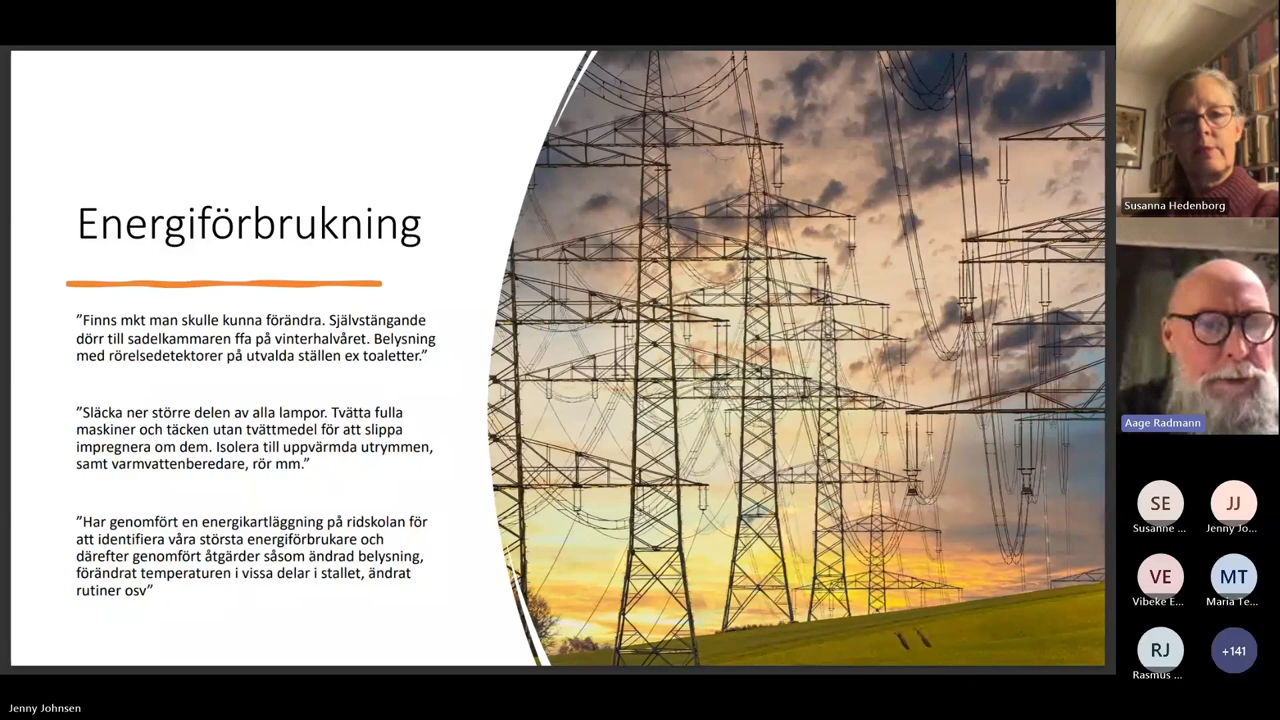 Energiförbrukning
”Finns mkt man skulle kunna förändra. Självstängande
dörr till sadelkammaren ffa på vinterhalvåret. Belysning
med rörelsedetektorer på utvalda ställen ex toaletter.”
”Släcka ner större delen av alla lampor. Tvätta fulla
maskiner och täcken utan tvättmedel för att slippa
impregnera om dem. Isolera till uppvärmda utrymmen,
samt varmvattenberedare, rör mm.”
”Har genomfört en energikartläggning på ridskolan för
att identifiera våra största energiförbrukare och
därefter genomfört åtgärder såsom ändrad belysning,
förändrat temperaturen i vissa delar i stallet, ändrat
rutiner osv”
Susanna Hedenborg
Aage Radmann
SE
Susanne ...
JJ
Jenny Jo...
VE
Vibeke E...
MT
Maria Te...
RJ
Rasmus ...
+141
Jenny Johnsen